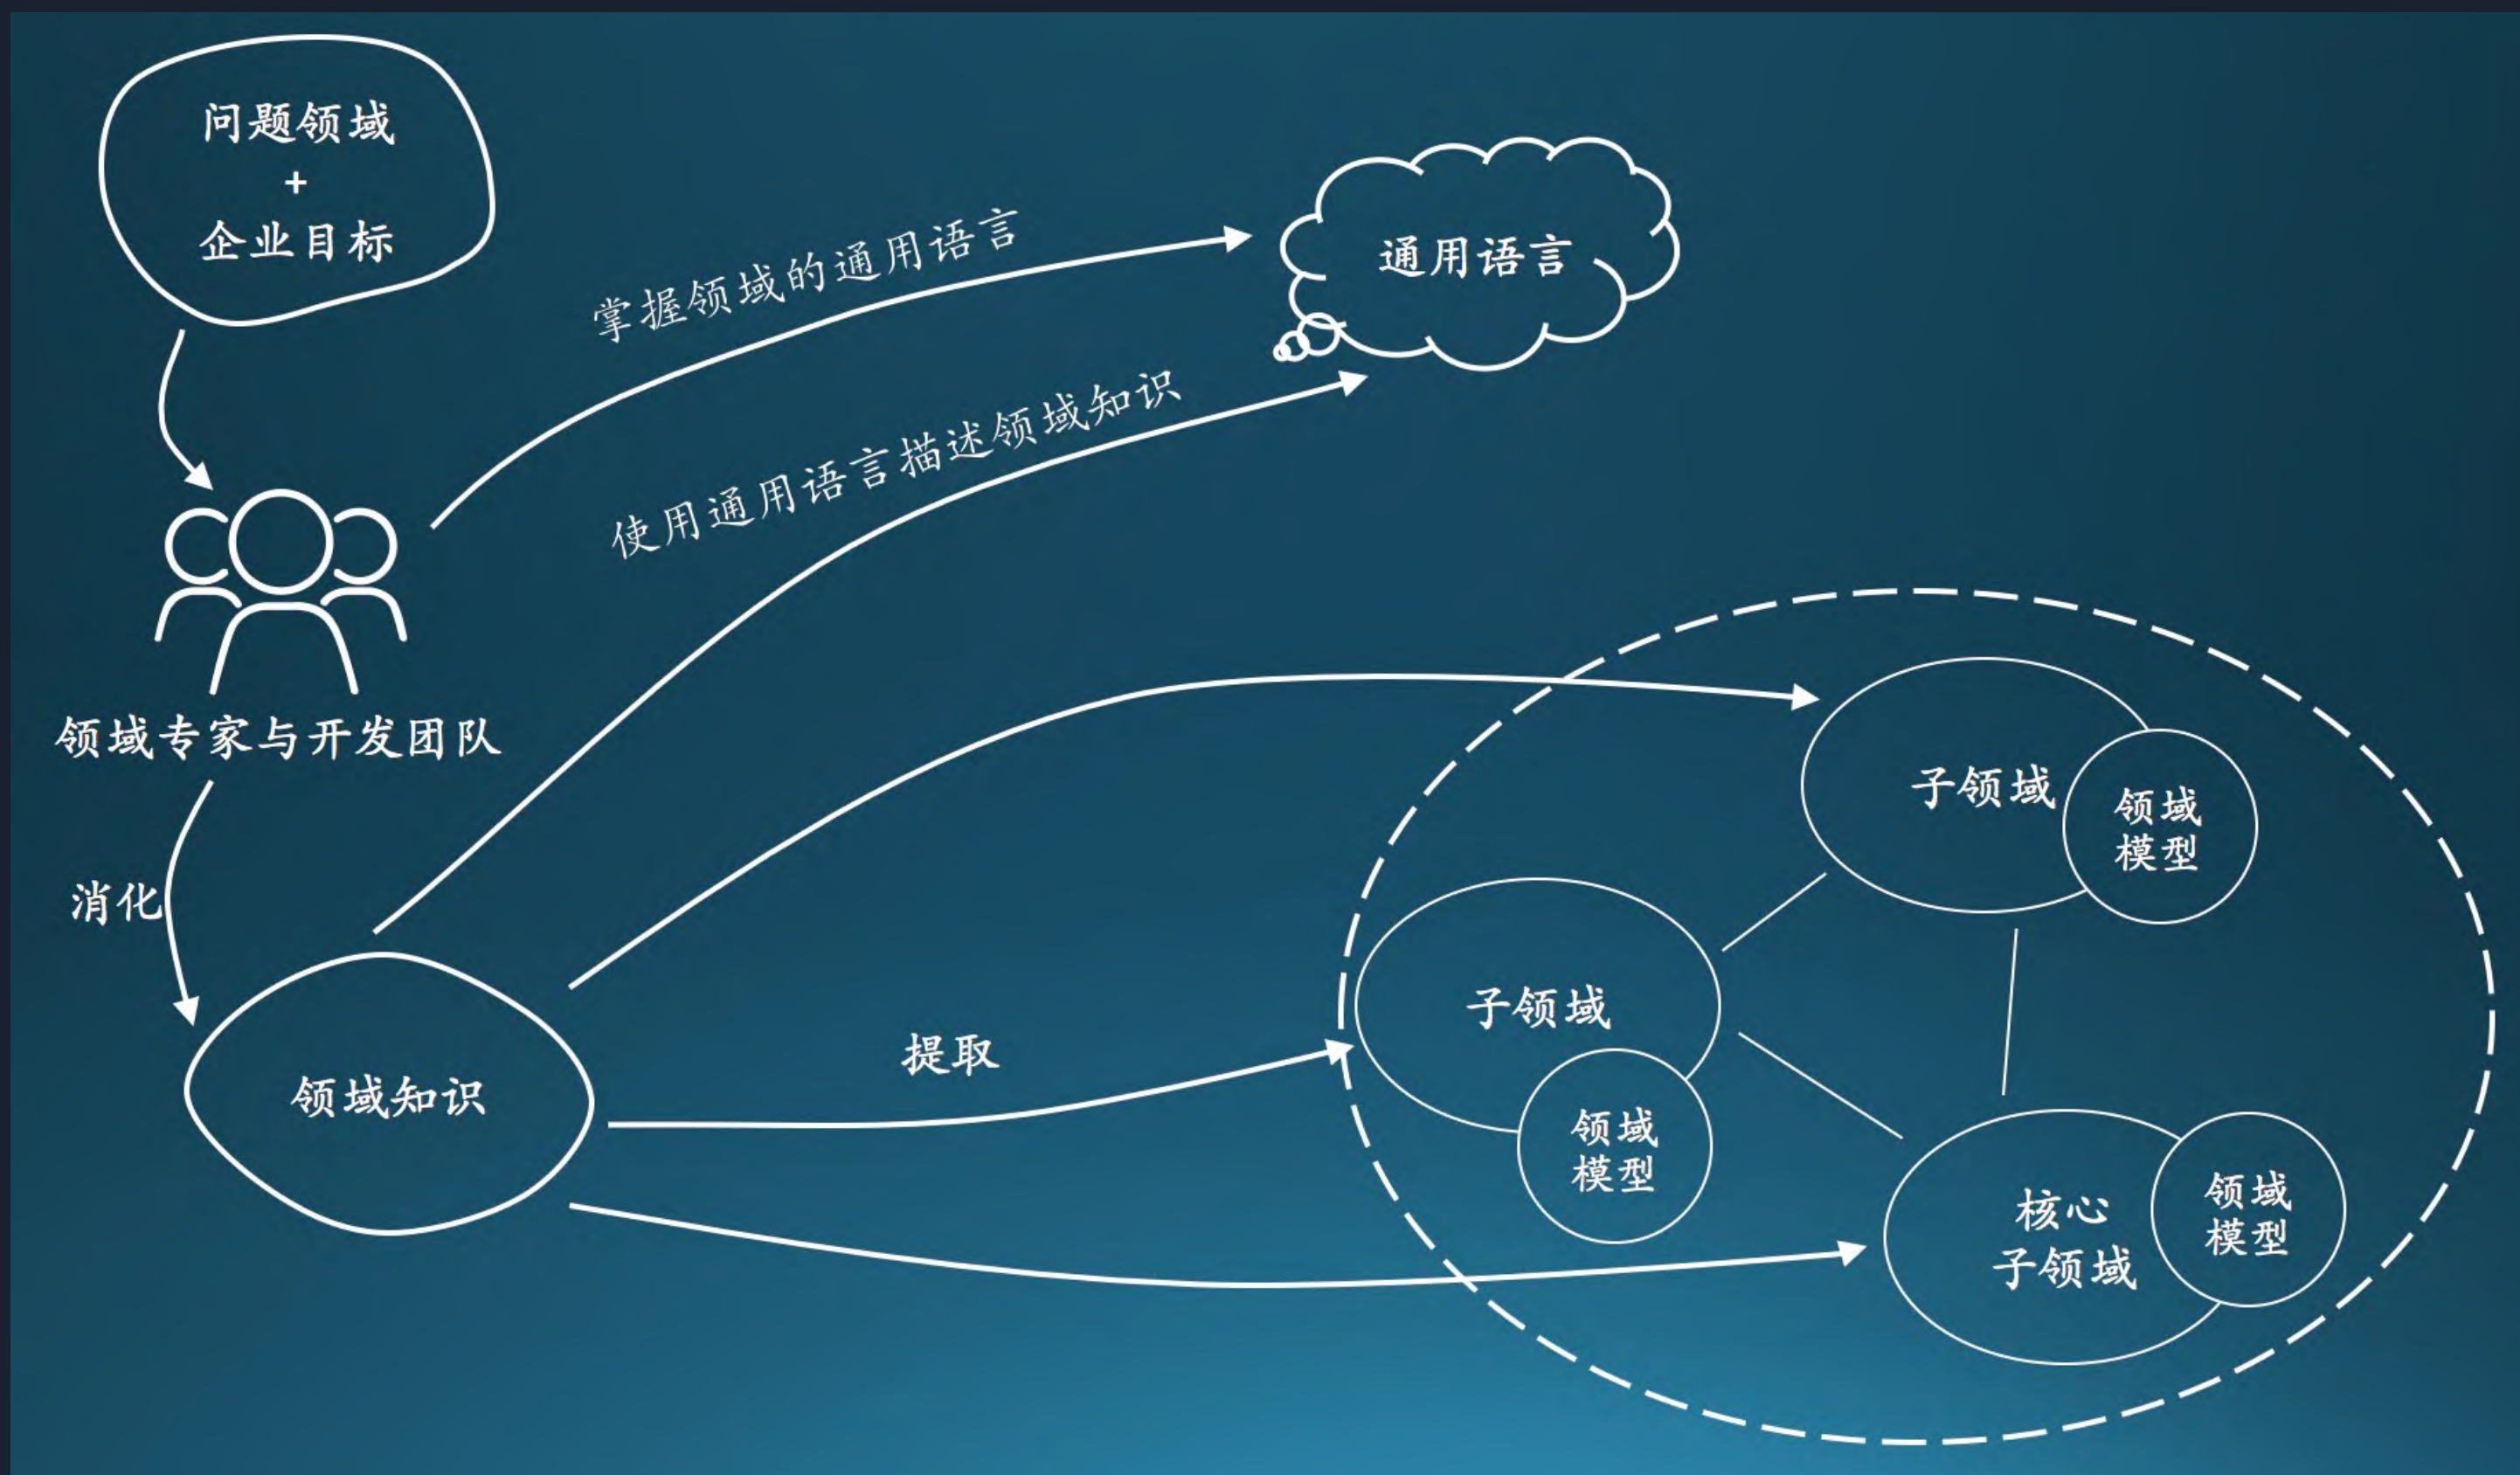 问题领域
+
企业目标
掌握领域的通用语言
通用语言
使用通用语言描述领域知识
领域专家与开发团队
消化
领域知识
提取
子领域
领域
模型
子领域
领域
模型
核心
子领域
领域
模型